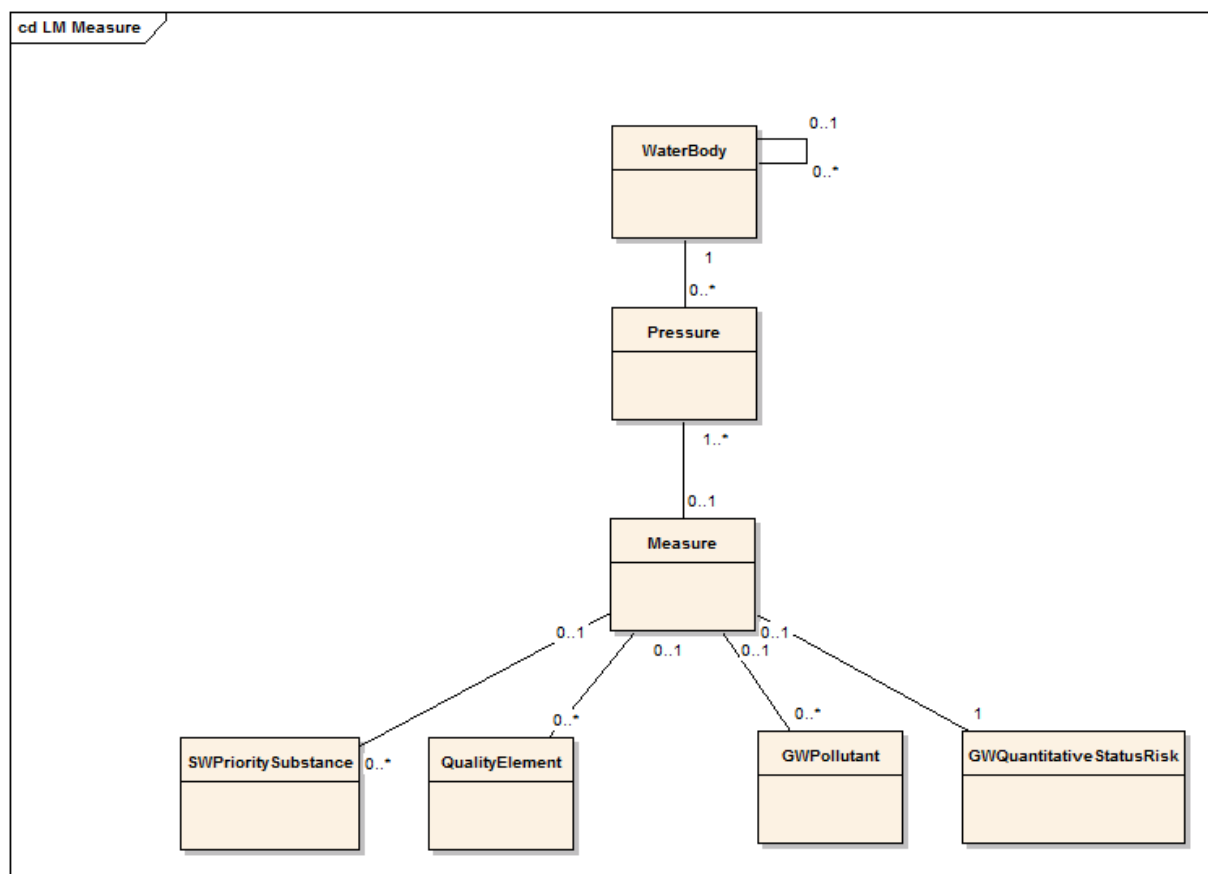 cd LM Measure
0..1
WaterBody
0..*
1
0..*
Pressure
1..*
0..1
Measure
0..1
0..1
0..1
0..1
0..*
0..*
1
SWPrioritySubstance
0..*
QualityElement
GWPollutant
GWQuantitativeStatusRisk